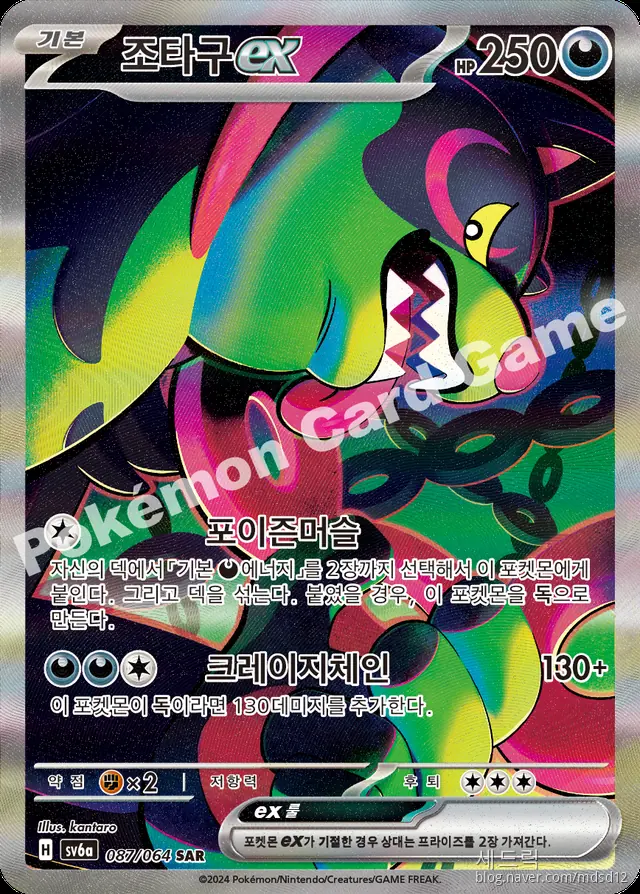 기본 조타구ex HP 250
Pokémon Card Game
포이즌머슬
자신의 덱에서 「기본 에너지」를 2장까지 선택해서 이 포켓몬에게
붙인다. 그리고 덱을 섞는다. 붙였을 경우, 이 포켓몬을 독으로
만든다.
크레이지체인 130+
이 포켓몬이 독이라면 130데미지를 추가한다.
약점 ×2 저항력 후퇴
ex룰
포켓몬 ex가 기절한 경우 상대는 프라이즈를 2장 가져간다.
Illus. kantaro
H sv6a 087/064 SAR
©2024 Pokémon/Nintendo/Creatures/GAME FREAK.
세드릭
blog.naver.com/mdsd12